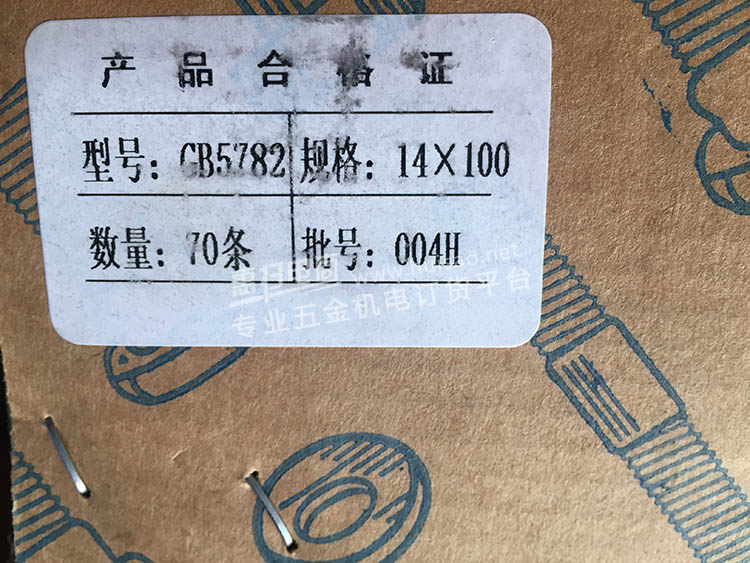 产品合格证
型号: GB5782 规格: 14×100
数量: 70条 批号: 004H
专业五金机电订货平台